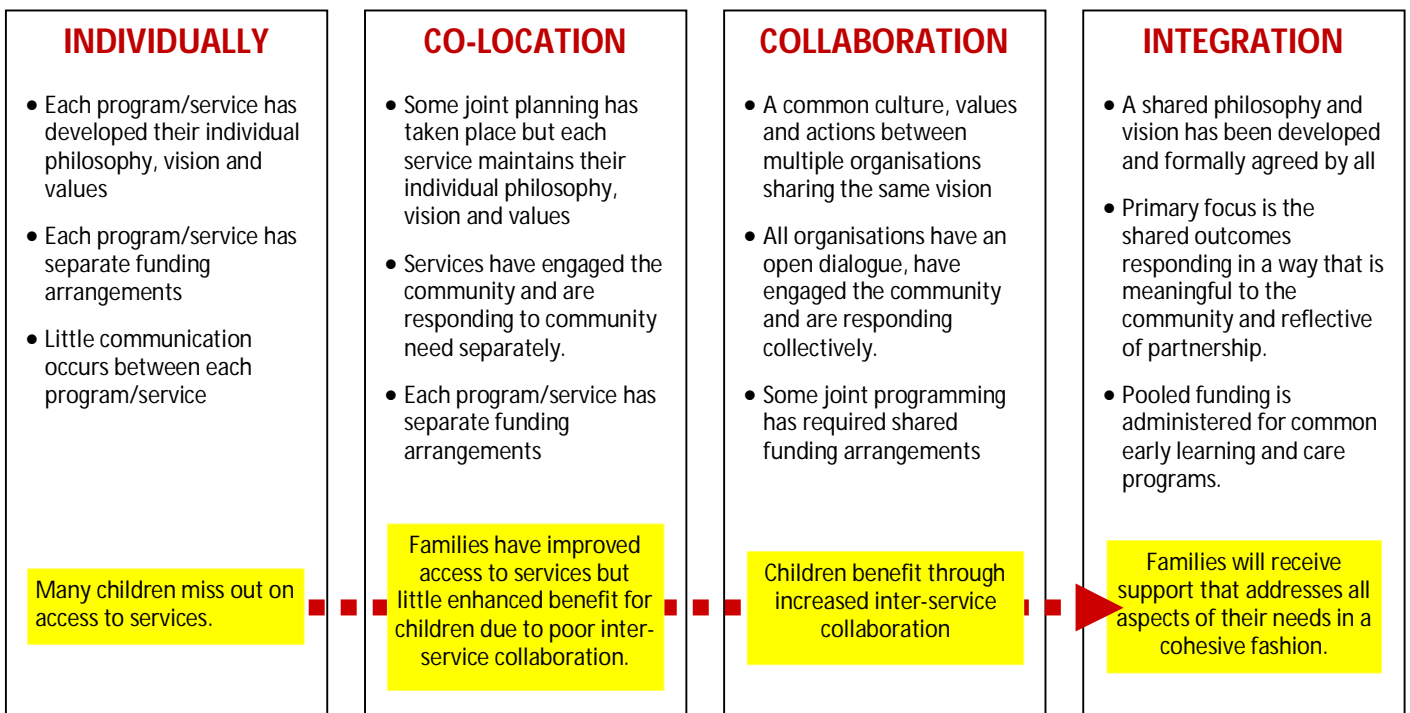 INDIVIDUALLY
• Each program/service has
developed their individual
philosophy, vision and
values
• Each program/service has
separate funding
arrangements
• Little communication
occurs between each
program/service
Many children miss out on
access to services.
CO-LOCATION
• Some joint planning has
taken place but each
service maintains their
individual philosophy,
vision and values
• Services have engaged the
community and are
responding to community
need separately.
• Each program/service has
separate funding
arrangements
Families have improved
access to services but
little enhanced benefit for
children due to poor inter-
service collaboration.
COLLABORATION
• A common culture, values
and actions between
multiple organisations
sharing the same vision
• All organisations have an
open dialogue, have
engaged the community
and are responding
collectively.
• Some joint programming
has required shared
funding arrangements
Children benefit through
increased inter-service
collaboration
INTEGRATION
• A shared philosophy and
vision has been developed
and formally agreed by all
• Primary focus is the
shared outcomes
responding in a way that is
meaningful to the
community and reflective
of partnership.
• Pooled funding is
administered for common
early learning and care
programs.
Families will receive
support that addresses all
aspects of their needs in a
cohesive fashion.